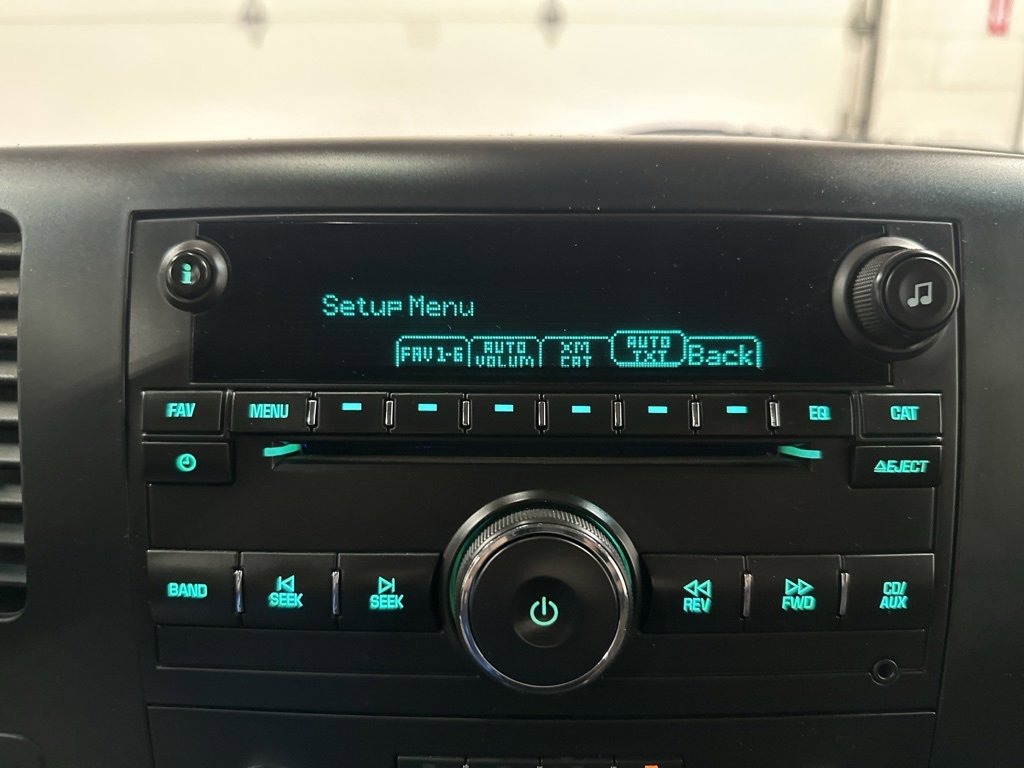 i
Setup Menu
FAV 1-6 AUTO VOLUM XM CAT AUTO TXT Back
FAV MENU EQ CAT
EJECT
BAND SEEK SEEK REV FWD CD/AUX